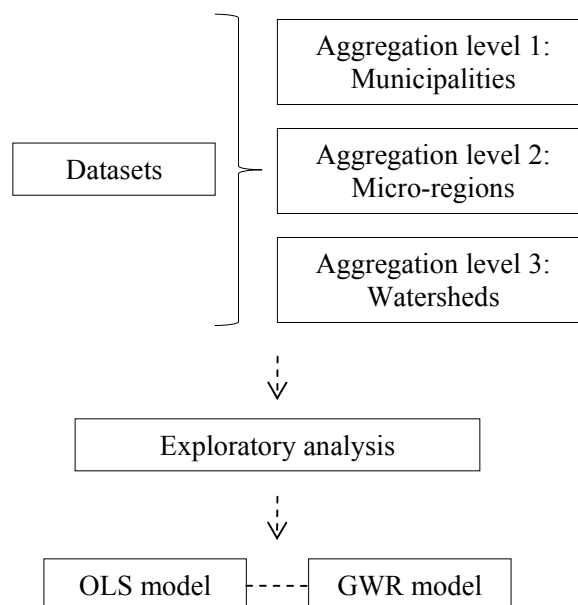 Aggregation level 1:
Municipalities
Datasets
Aggregation level 2:
Micro-regions
Aggregation level 3:
Watersheds
Exploratory analysis
OLS model
GWR model